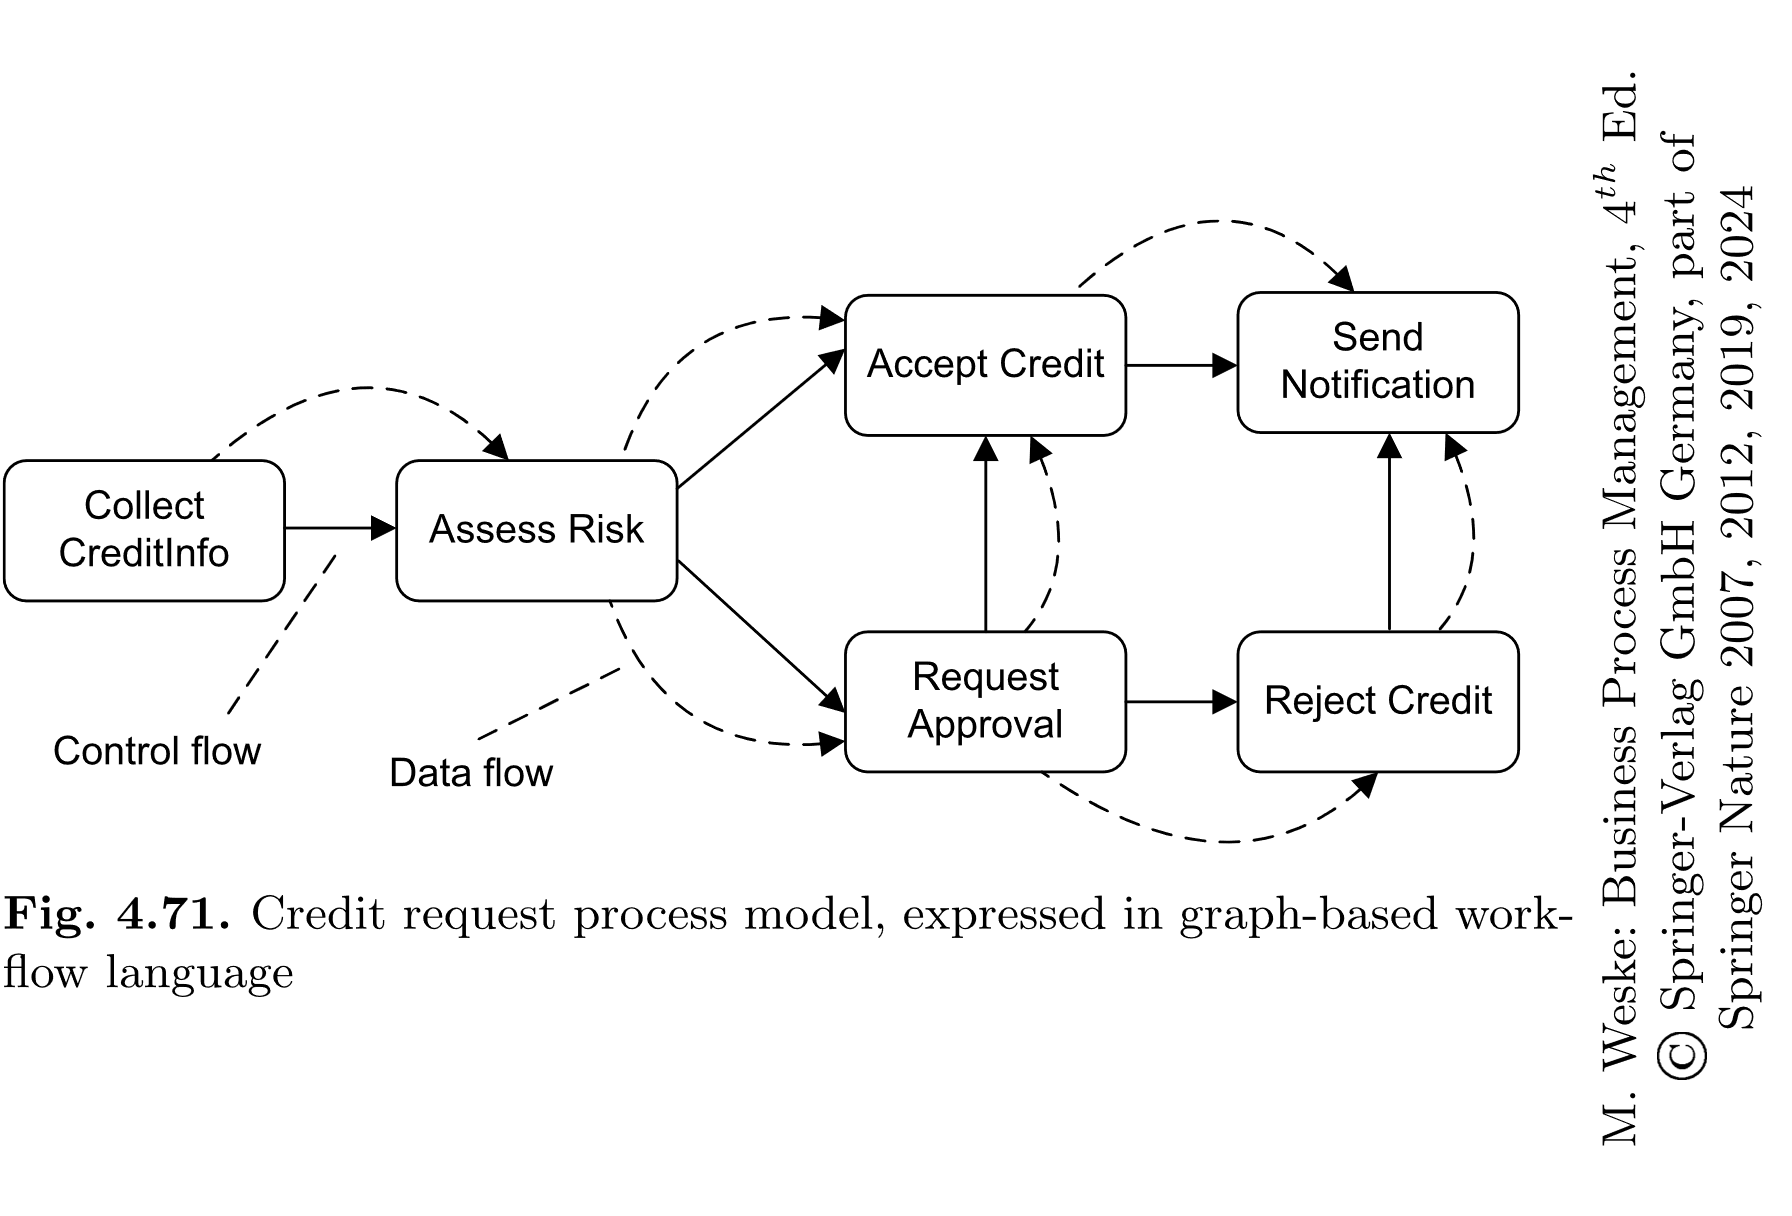 Collect
CreditInfo
Assess Risk
Accept Credit
Send
Notification
Request
Approval
Reject Credit
Control flow
Data flow
Fig. 4.71. Credit request process model, expressed in graph-based work-
flow language
M. Weske: Business Process Management, 4th Ed.
© Springer-Verlag GmbH Germany, part of
Springer Nature 2007, 2012, 2019, 2024